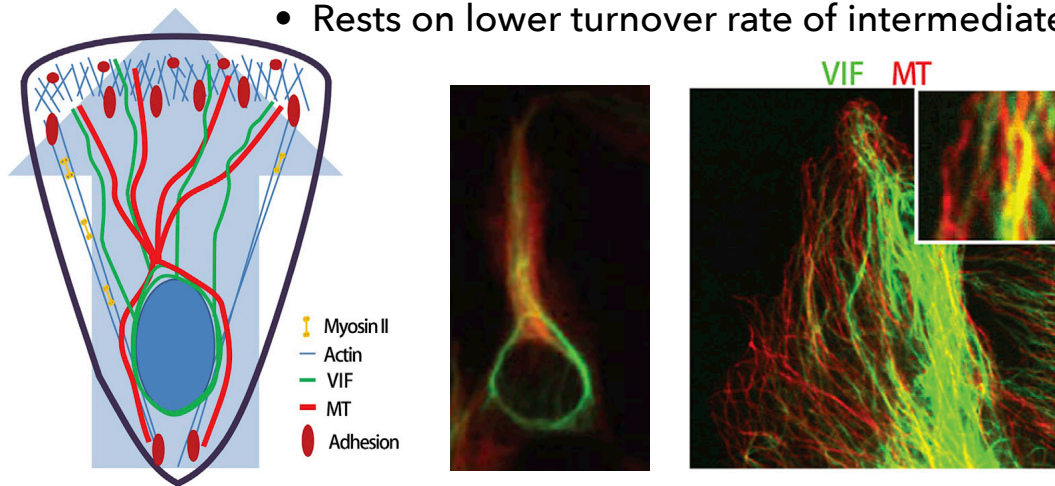 • Rests on lower turnover rate of intermediate
VIF MT
Myosin II
Actin
VIF
MT
Adhesion